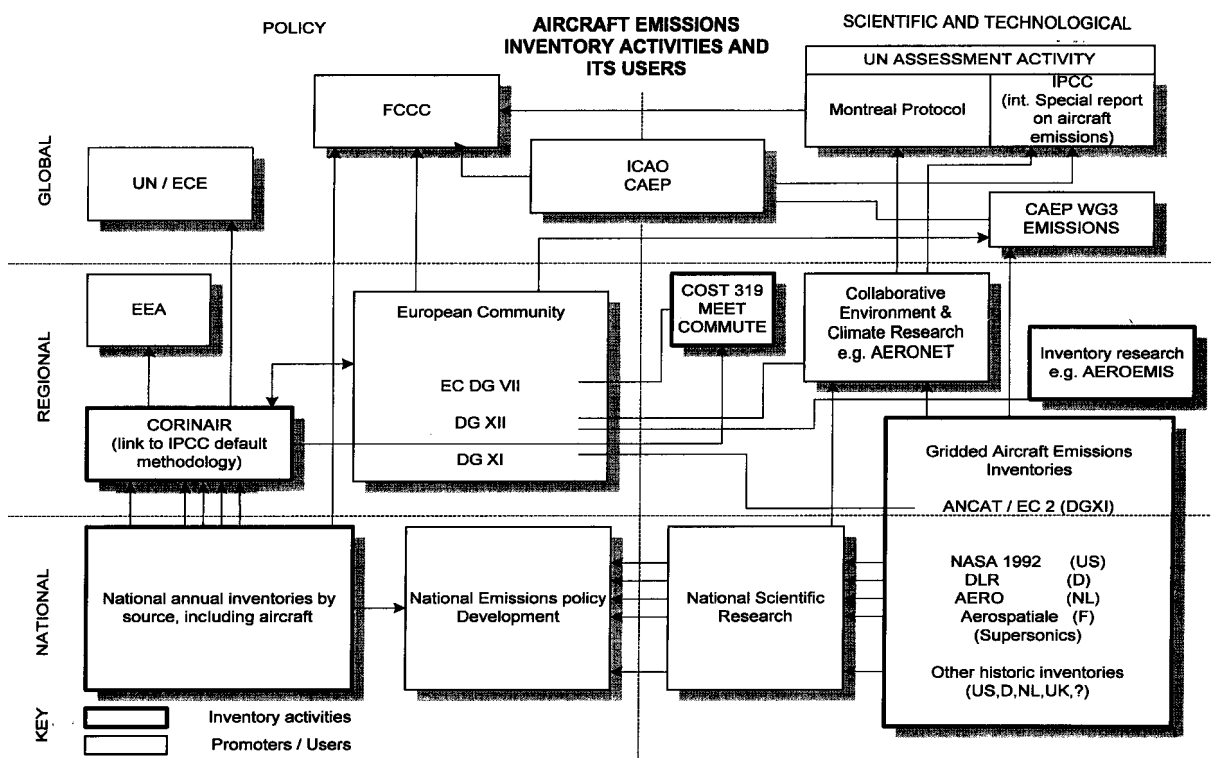 POLICY
AIRCRAFT EMISSIONS
INVENTORY ACTIVITIES AND
ITS USERS
SCIENTIFIC AND TECHNOLOGICAL
UN ASSESSMENT ACTIVITY
Montreal Protocol
IPCC
(int. Special report
on aircraft
emissions)
GLOBAL
FCCC
ICAO
CAEP
UN / ECE
CAEP WG3
EMISSIONS
REGIONAL
EEA
European Community
EC DG VII
DG XII
DG XI
COST 319
MEET
COMMUTE
Collaborative
Environment &
Climate Research
e.g. AERONET
Inventory research
e.g. AEROEMIS
CORINAIR
(link to IPCC default
methodology)
Gridded Aircraft Emissions
Inventories
ANCAT / EC 2 (DGXI)
NATIONAL
National annual inventories by
source, including aircraft
National Emissions policy
Development
National Scientific
Research
NASA 1992 (US)
DLR (D)
AERO (NL)
Aerospatiale (F)
(Supersonics)
Other historic inventories
(US,D,NL,UK,?)
KEY
Inventory activities
Promoters / Users